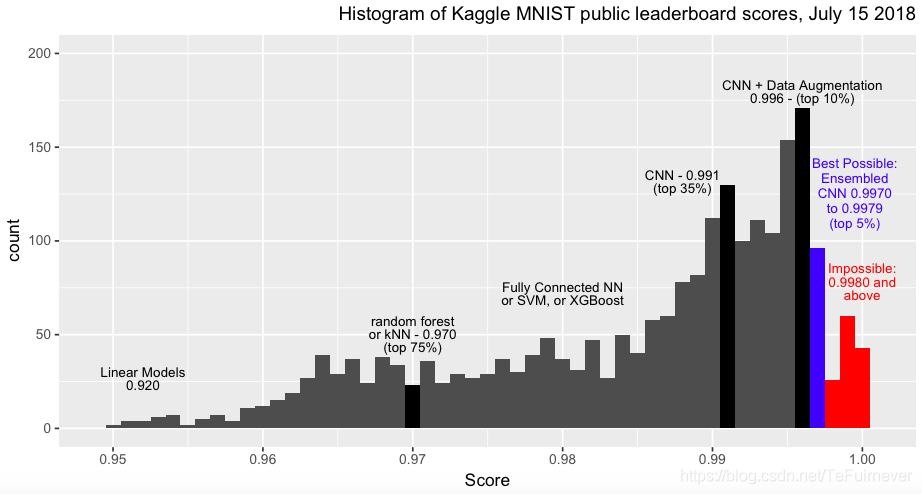 Histogram of Kaggle MNIST public leaderboard scores, July 15 2018
200
150
100
50
0
count
CNN + Data Augmentation
0.996 - (top 10%)
CNN - 0.991
(top 35%)
Best Possible:
Ensembled
CNN 0.9970
to 0.9979
(top 5%)
Impossible:
0.9980 and
above
Fully Connected NN
or SVM, or XGBoost
random forest
or kNN - 0.970
(top 75%)
Linear Models
0.920
0.95
0.96
0.97
0.98
0.99
1.00
Score
https://blog.csdn.net/TeFuirnever